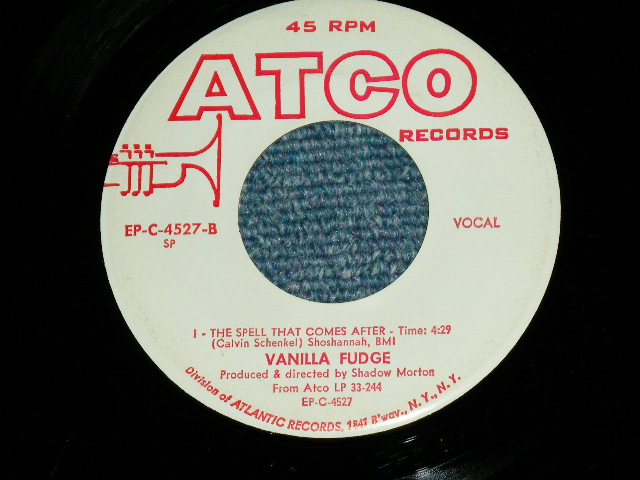 45 RPM
ATCO
RECORDS
EP-C-4527-B
SP
VOCAL
1 - THE SPELL THAT COMES AFTER - Time: 4:29
(Calvin Schenkel) Shoshannah, BMI
VANILLA FUDGE
Produced & directed by Shadow Morton
From Atco LP 33-244
EP-C-4527
Division of ATLANTIC RECORDS, 1841 B'way., N. Y., N. Y.